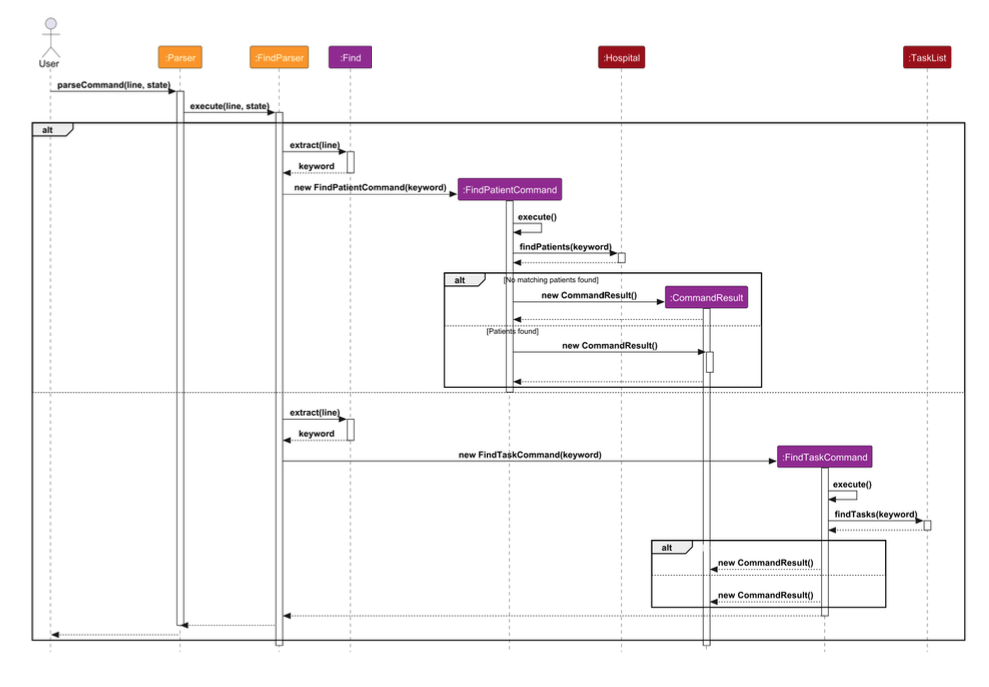 User
:Parser
:FindParser
:Find
:Hospital
:TaskList
parseCommand(line, state)
execute(line, state)
alt
extract(line)
keyword
new FindPatientCommand(keyword)
:FindPatientCommand
execute()
findPatients(keyword)
alt
[No matching patients found]
new CommandResult()
:CommandResult
[Patients found]
new CommandResult()
extract(line)
keyword
new FindTaskCommand(keyword)
:FindTaskCommand
execute()
findTasks(keyword)
alt
new CommandResult()
new CommandResult()